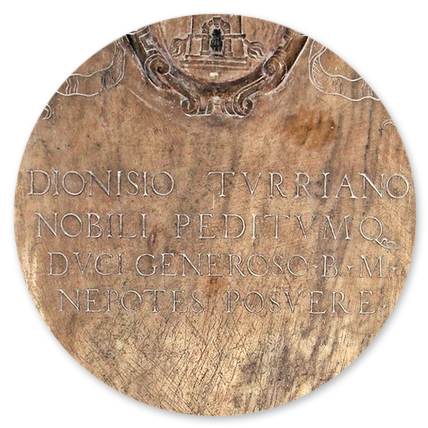 DIONISIO TVRRIANO
NOBILI PEDITVMQ
DVCI GENEROSO·B·M·
NEPOTES POSVERE·